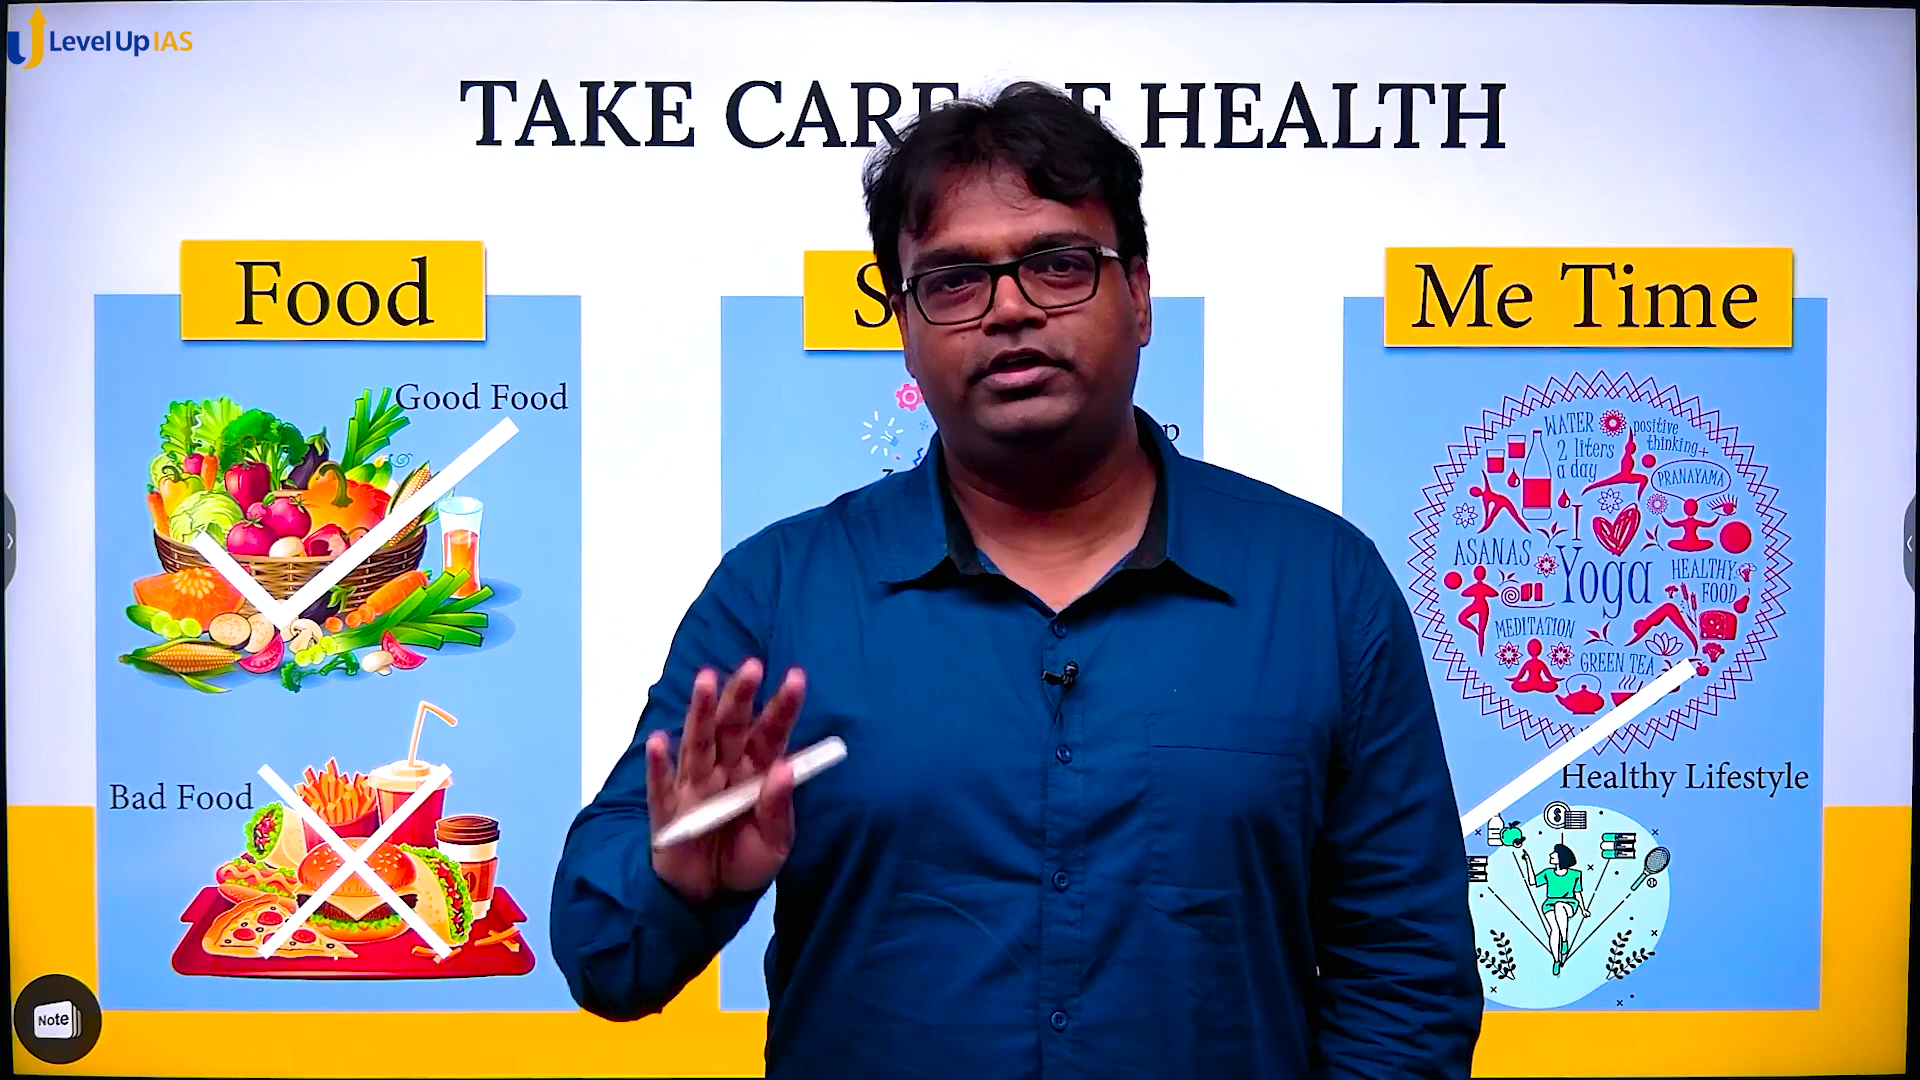 Level Up IAS
TAKE CARE OF HEALTH
Food
Me Time
Good Food
WATER
2 liters
a day
positive
thinking+
PRANAYAMA
I
ASANAS
Yoga
HEALTHY
FOOD
MEDITATION
GREEN TEA
Bad Food
Healthy Lifestyle
Note